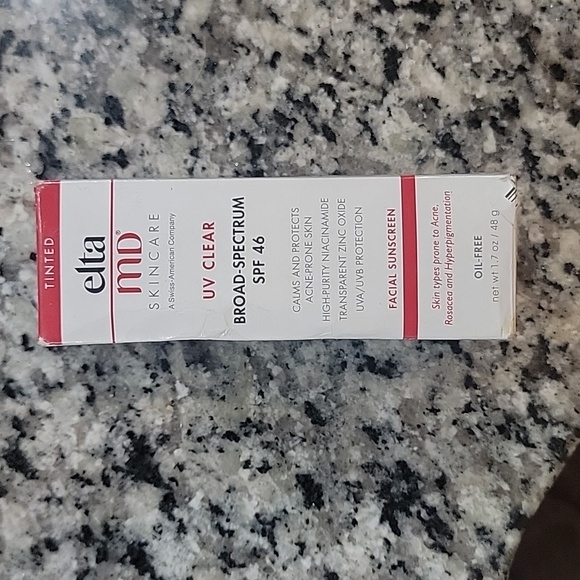 TINTED
elta
MD®
SKINCARE
A Swiss-American Company
UV CLEAR
BROAD-SPECTRUM
SPF 46
CALMS AND PROTECTS
ACNE-PRONE SKIN
HIGH-PURITY NIACINAMIDE
TRANSPARENT ZINC OXIDE
UVA/UVB PROTECTION
FACIAL SUNSCREEN
Skin types prone to Acne,
Rosacea and Hyperpigmentation
OIL-FREE
net wt 1.7 oz / 48 g